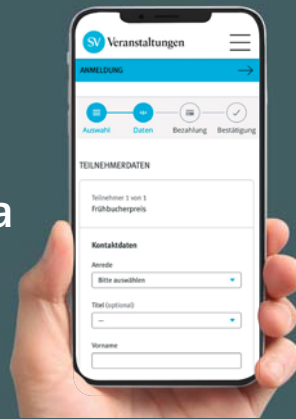 SV Veranstaltungen
ANMELDUNG
Auswahl Daten Bezahlung Bestätigung
TEILNEHMERDATEN
Teilnehmer 1 von 1
Frühbucherpreis
a
Kontaktdaten
Anrede
Bitte auswählen
Titel (optional)
—
Vorname